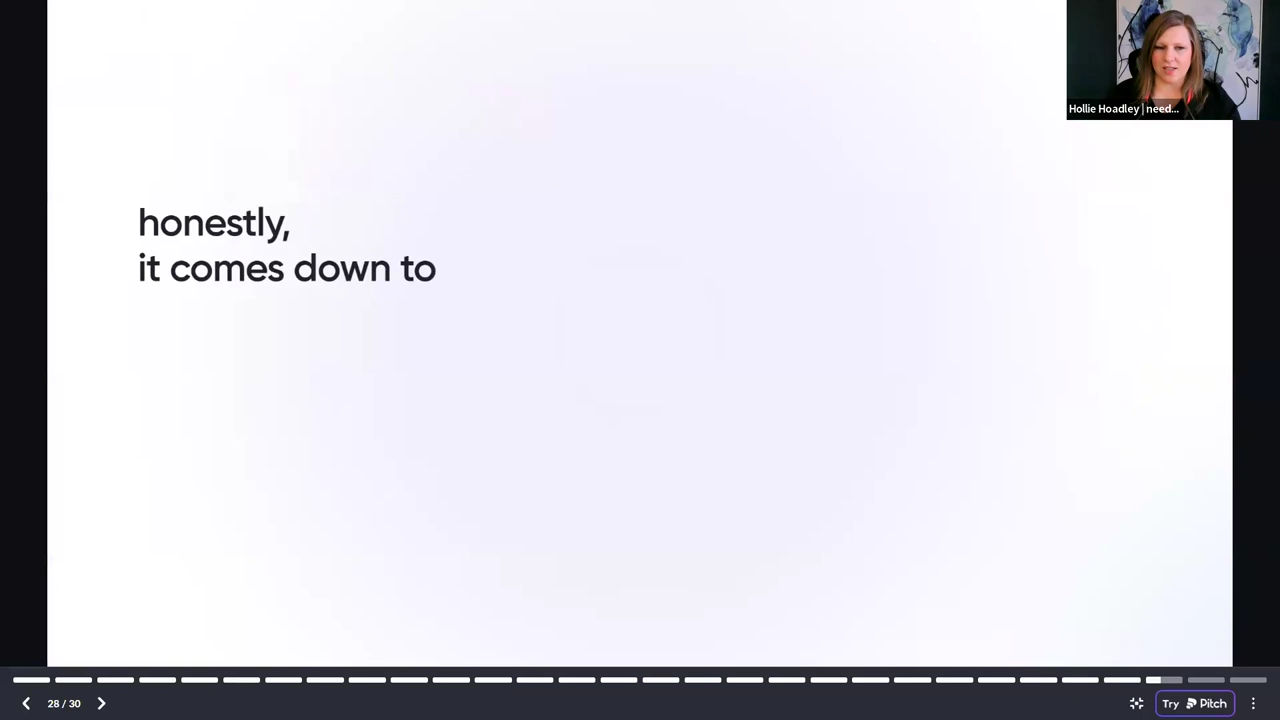 Hollie Hoadley | need...
honestly,
it comes down to
28 / 30
Try Pitch